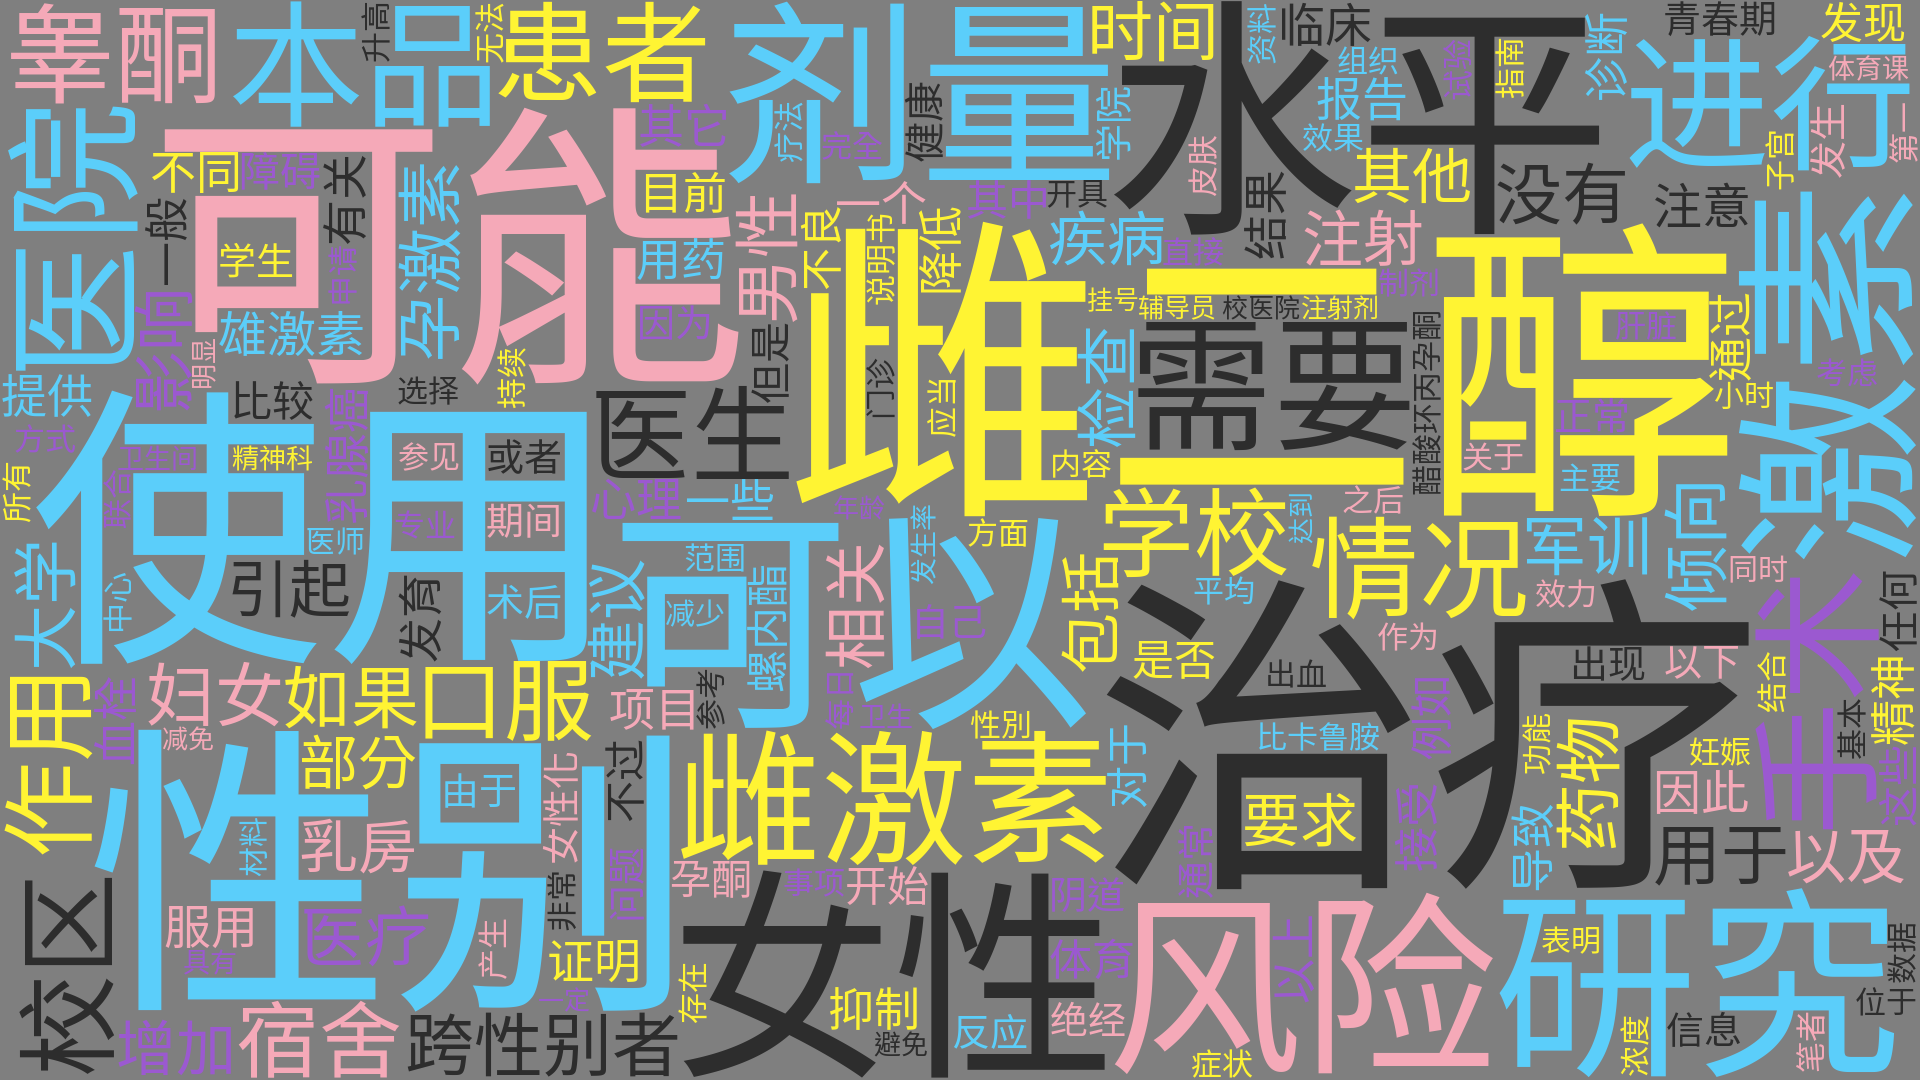 睾酮
本品
升高
无法
患者
剂量
时间
资料
临床
水平
组织
试验
指南
诊断
青春期
发现
进行
体育课
报告
效果
学院
疗法
完全
健康
其它
医院
不同
障碍
有关
可能
一般
学生
申请
影响
明显
雄激素
孕激素
目前
用药
因为
男性
不良
一个
说明书
降低
其中
开具
疾病
直接
皮肤
结果
其他
没有
注意
注射
子宫
发生
第一
二醇
制剂
挂号
辅导员
校医院
注射剂
雌
需要
检查
醋酸环丙孕酮
肝脏
通过
考虑
小时
正常
关于
主要
激素
提供
方式
比较
选择
持续
但是
门诊
应当
医生
乳腺癌
参见
或者
卫生间
精神科
联合
所有
使用
专业
期间
医师
心理
一些
年龄
内容
学校
之后
达到
情况
军训
倾向
方面
发生率
可以
范围
减少
螺内酯
相关
自己
包括
平均
效力
同时
手术
任何
大学
中心
引起
发育
术后
建议
作为
治疗
是否
出血
出现
以下
结合
精神
基本
妇女
如果
口服
项目
参考
每日
卫生
性别
比卡鲁胺
例如
功能
药物
妊娠
因此
这些
作用
血栓
减免
部分
由于
女性化
不过
雌激素
对于
要求
接受
通常
导致
用于
以及
性别
材料
乳房
非常
问题
孕酮
事项
开始
校区
服用
具有
医疗
产生
证明
一定
存在
女性
抑制
避免
反应
阴道
体育
绝经
以上
风险
症状
表明
研究
数据
位于
信息
浓度
笔者
增加
宿舍
跨性别者